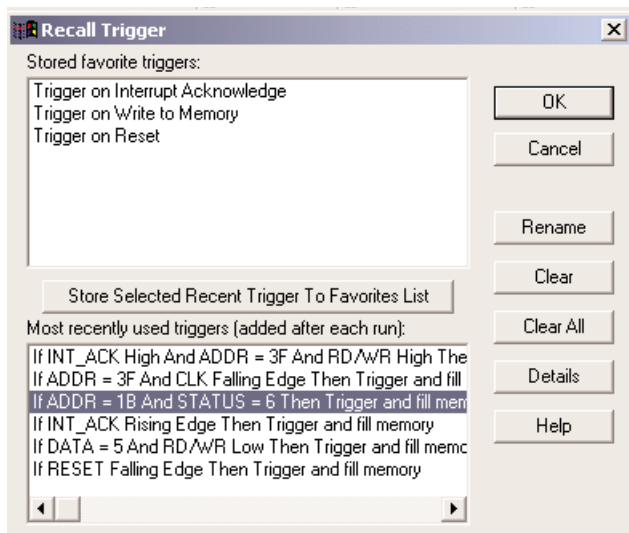 Recall Trigger
Stored favorite triggers:
Trigger on Interrupt Acknowledge
Trigger on Write to Memory
Trigger on Reset
OK
Cancel
Rename
Clear
Clear All
Details
Help
Store Selected Recent Trigger To Favorites List
Most recently used triggers (added after each run):
If INT_ACK High And ADDR = 3F And RD/WR High The
If ADDR = 3F And CLK Falling Edge Then Trigger and fill
If ADDR = 1B And STATUS = 6 Then Trigger and fill mem
If INT_ACK Rising Edge Then Trigger and fill memory
If DATA = 5 And RD/WR Low Then Trigger and fill memo
If RESET Falling Edge Then Trigger and fill memory